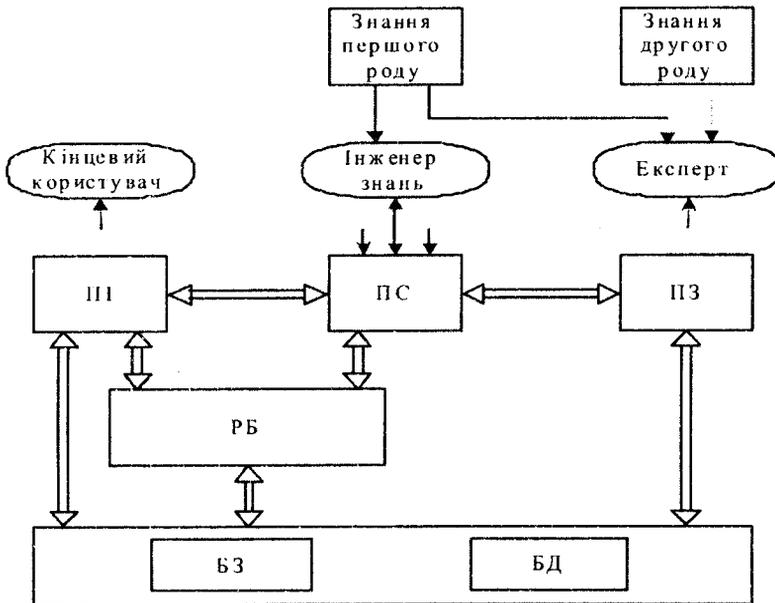 Знання
першого
роду
Знання
другого
роду
Кінцевий
користувач
Інженер
знань
Експерт
ПІ
ПС
ПЗ
РБ
БЗ
БД